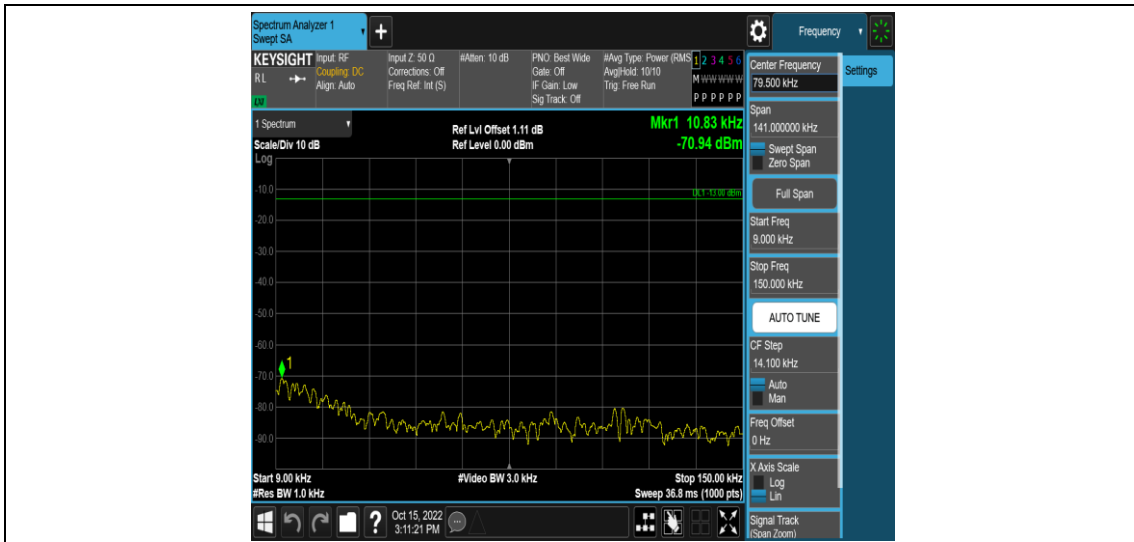 Spectrum Analyzer 1
Swept SA
+
Frequency
KEYSIGHT
RL
LXI
Input: RF
Coupling: DC
Align: Auto
Input Z: 50 Ω
Corrections: Off
Freq Ref: Int (S)
#Atten: 10 dB
PNO: Best Wide
Gate: Off
IF Gain: Low
Sig Track: Off
#Avg Type: Power (RMS
Avg|Hold: 10/10
Trig: Free Run
1 2 3 4 5 6
M W W W W W
P P P P P P
1 Spectrum
Scale/Div 10 dB
Ref Lvl Offset 1.11 dB
Ref Level 0.00 dBm
Mkr1 10.83 kHz
-70.94 dBm
Log
DL1 -13.00 dBm
-10.0
-20.0
-30.0
-40.0
-50.0
-60.0
-70.0
-80.0
-90.0
1
Start 9.00 kHz
#Res BW 1.0 kHz
#Video BW 3.0 kHz
Stop 150.00 kHz
Sweep 36.8 ms (1000 pts)
Center Frequency
79.500 kHz
Settings
Span
141.000000 kHz
Swept Span
Zero Span
Full Span
Start Freq
9.000 kHz
Stop Freq
150.000 kHz
AUTO TUNE
CF Step
14.100 kHz
Auto
Man
Freq Offset
0 Hz
X Axis Scale
Log
Lin
Signal Track
(Span Zoom)
?
Oct 15, 2022
3:11:21 PM